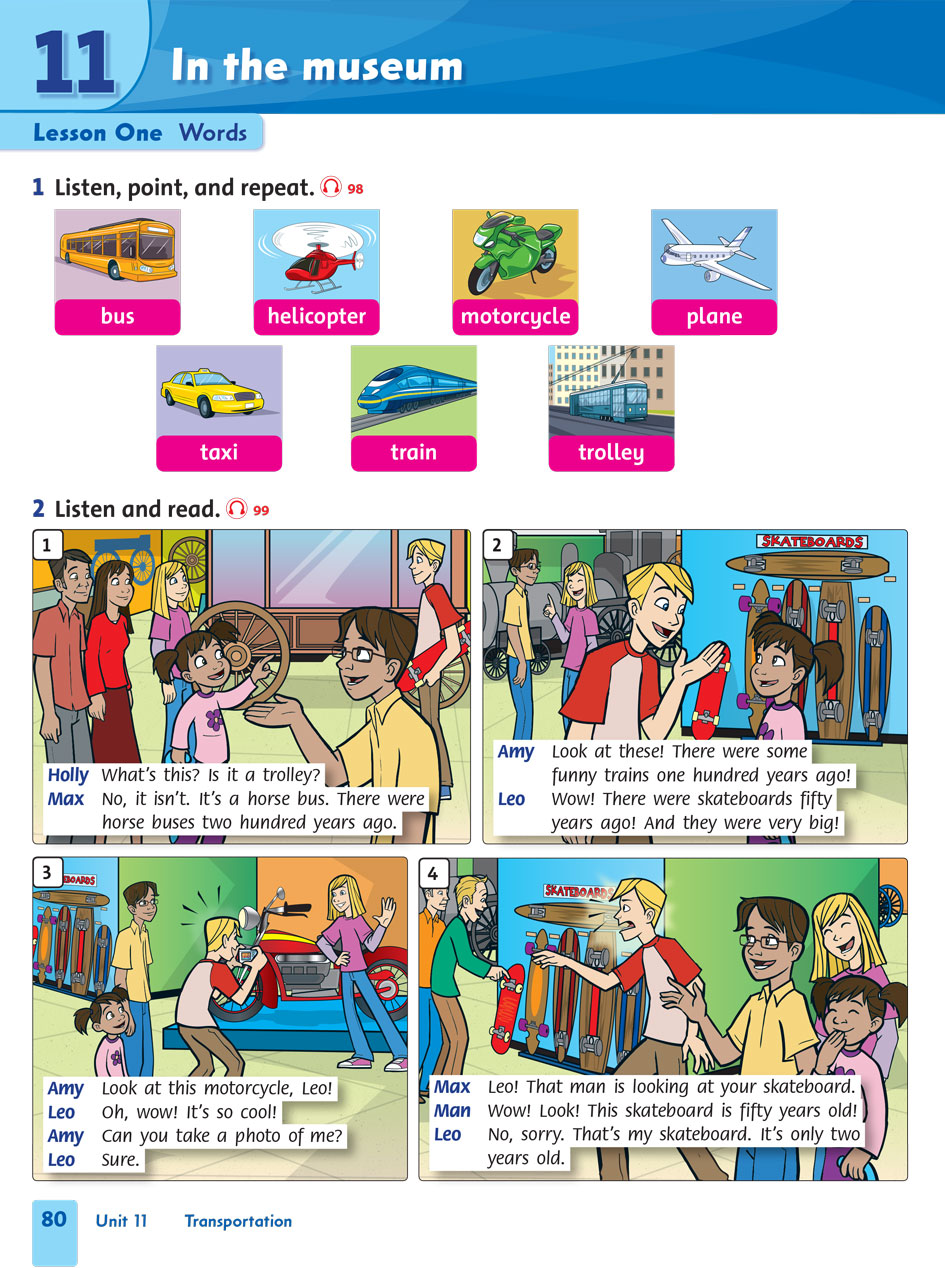 11
In the museum
Lesson One Words
1 Listen, point, and repeat. 98
bus
helicopter
motorcycle
plane
taxi
train
trolley
2 Listen and read. 99
1
Holly What's this? Is it a trolley?
Max No, it isn't. It's a horse bus. There were
horse buses two hundred years ago.
2
SKATEBOARDS
Amy Look at these! There were some
funny trains one hundred years ago!
Leo Wow! There were skateboards fifty
years ago! And they were very big!
3
BOARDS
Amy Look at this motorcycle, Leo!
Leo Oh, wow! It's so cool!
Amy Can you take a photo of me?
Leo Sure.
4
SKATEBOARDS
Max Leo! That man is looking at your skateboard.
Man Wow! Look! This skateboard is fifty years old!
Leo No, sorry. That's my skateboard. It's only two
years old.
80 Unit 11 Transportation